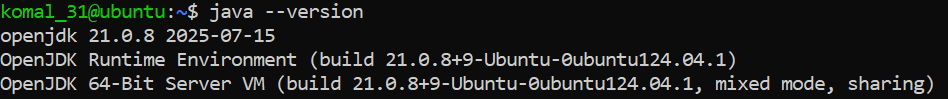 komal_31@ubuntu:~$ java --version
openjdk 21.0.8 2025-07-15
OpenJDK Runtime Environment (build 21.0.8+9-Ubuntu-0ubuntu124.04.1)
OpenJDK 64-Bit Server VM (build 21.0.8+9-Ubuntu-0ubuntu124.04.1, mixed mode, sharing)